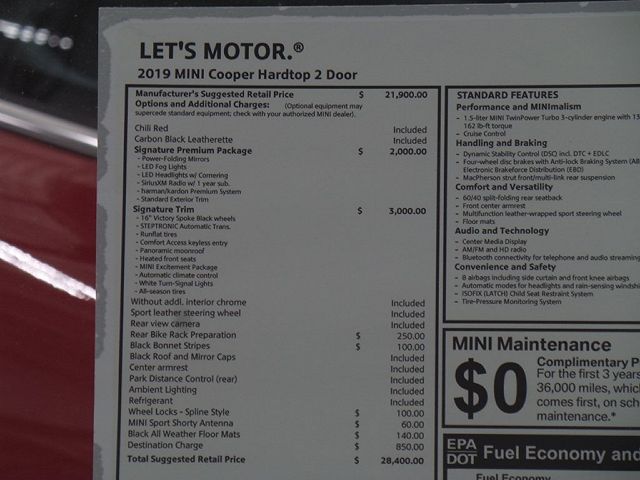 LET'S MOTOR.®
2019 MINI Cooper Hardtop 2 Door
Manufacturer's Suggested Retail Price $ 21,900.00
Options and Additional Charges: (Optional equipment may
supercede standard equipment; check with your authorized MINI dealer).
Chili Red Included
Carbon Black Leatherette Included
Signature Premium Package $ 2,000.00
- Power-Folding Mirrors
- LED Fog Lights
- LED Headlights w/ Cornering
- SiriusXM Radio w/ 1 year sub.
- harman/kardon Premium System
- Standard Exterior Trim
Signature Trim $ 3,000.00
- 16" Victory Spoke Black wheels
- STEPTRONIC Automatic Trans.
- Runflat tires
- Comfort Access keyless entry
- Panoramic moonroof
- Heated front seats
- MINI Excitement Package
- Automatic climate control
- White Turn-Signal Lights
- All-season tires
Without addl. interior chrome Included
Sport leather steering wheel Included
Rear view camera Included
Rear Bike Rack Preparation $ 250.00
Black Bonnet Stripes $ 100.00
Black Roof and Mirror Caps Included
Center armrest Included
Park Distance Control (rear) Included
Ambient Lighting Included
Refrigerant Included
Wheel Locks - Spline Style $ 100.00
MINI Sport Shorty Antenna $ 60.00
Black All Weather Floor Mats $ 140.00
Destination Charge $ 850.00
Total Suggested Retail Price $ 28,400.00
STANDARD FEATURES
Performance and MINImalism
- 1.5-liter MINI TwinPower Turbo 3-cylinder engine with 13
162 lb-ft torque
- Cruise Control
Handling and Braking
- Dynamic Stability Control (DSC) incl. DTC + EDLC
- Four-wheel disc brakes with Anti-lock Braking System (AB
Electronic Brakeforce Distribution (EBD)
- MacPherson strut front/multi-link rear suspension
Comfort and Versatility
- 60/40 split-folding rear seatback
- Front center armrest
- Multifunction leather-wrapped sport steering wheel
- Floor mats
Audio and Technology
- Center Media Display
- AM/FM and HD radio
- Bluetooth connectivity for telephone and audio streaming
Convenience and Safety
- 8 airbags including side curtain and front knee airbags
- Automatic modes for headlights and rain-sensing windshi
- ISOFIX (LATCH) Child Seat Restraint System
- Tire-Pressure Monitoring System
MINI Maintenance
$0
Complimentary P
For the first 3 years
36,000 miles, whic
comes first, on sch
maintenance.*
EPA
DOT
Fuel Economy and
Fuel Economy